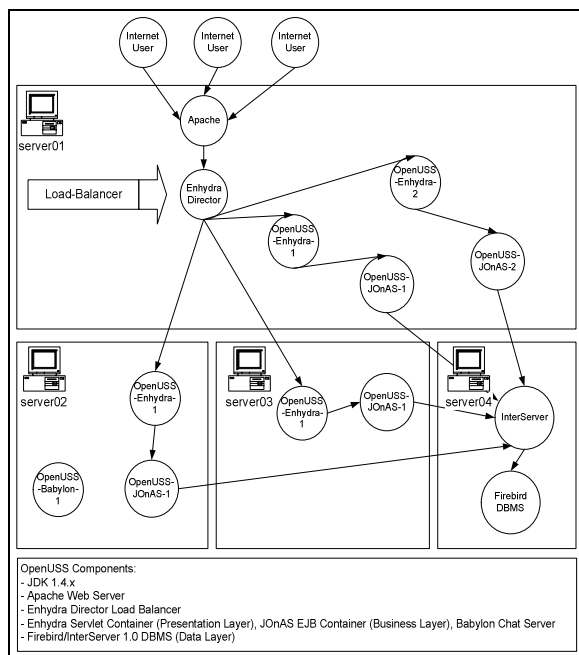 Internet
User
Internet
User
Internet
User
server01
Apache
Load-Balancer
Enhydra
Director
OpenUSS
-Enhydra-
2
OpenUSS
-Enhydra-
1
OpenUSS-
JOnAS-2
OpenUSS-
JOnAS-1
server02
OpenUSS
-Enhydra-
1
OpenUSS
-Babylon-
1
OpenUSS-
JOnAS-1
server03
OpenUSS
-Enhydra-
1
OpenUSS-
JOnAS-1
server04
InterServer
Firebird
DBMS
OpenUSS Components:
- JDK 1.4.x
- Apache Web Server
- Enhydra Director Load Balancer
- Enhydra Servlet Container (Presentation Layer), JOnAS EJB Container (Business Layer), Babylon Chat Server
- Firebird/InterServer 1.0 DBMS (Data Layer)